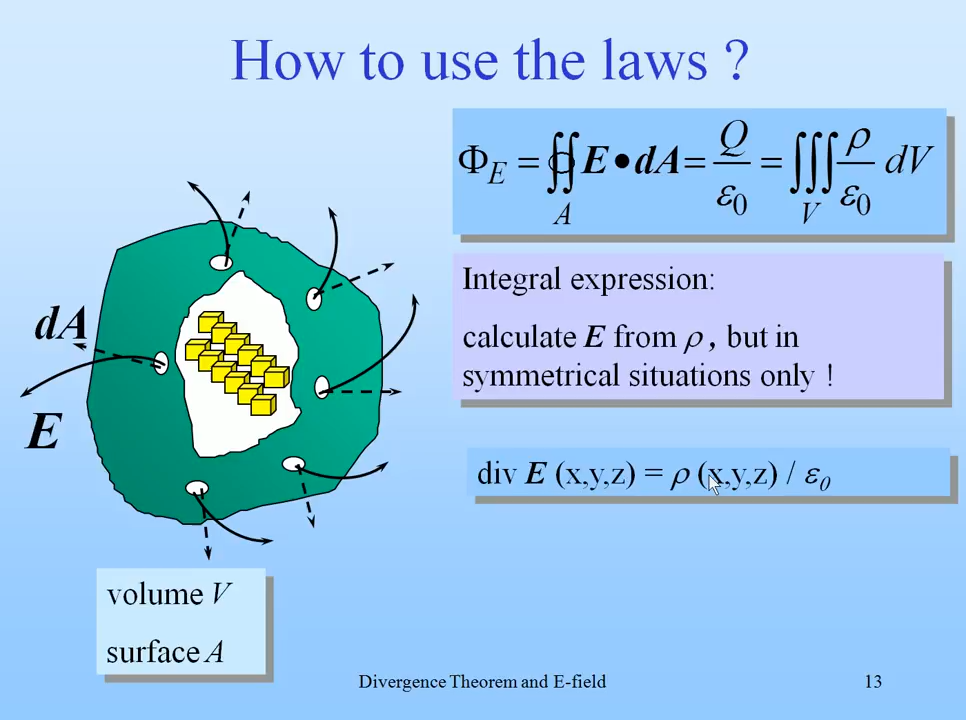 How to use the laws ?
Φ_E = ∯_A E • dA = Q / ε₀ = ∭_V ρ / ε₀ dV
Integral expression:
calculate E from ρ , but in
symmetrical situations only !
dA
E
div E (x,y,z) = ρ (x,y,z) / ε₀
volume V
surface A
Divergence Theorem and E-field
13